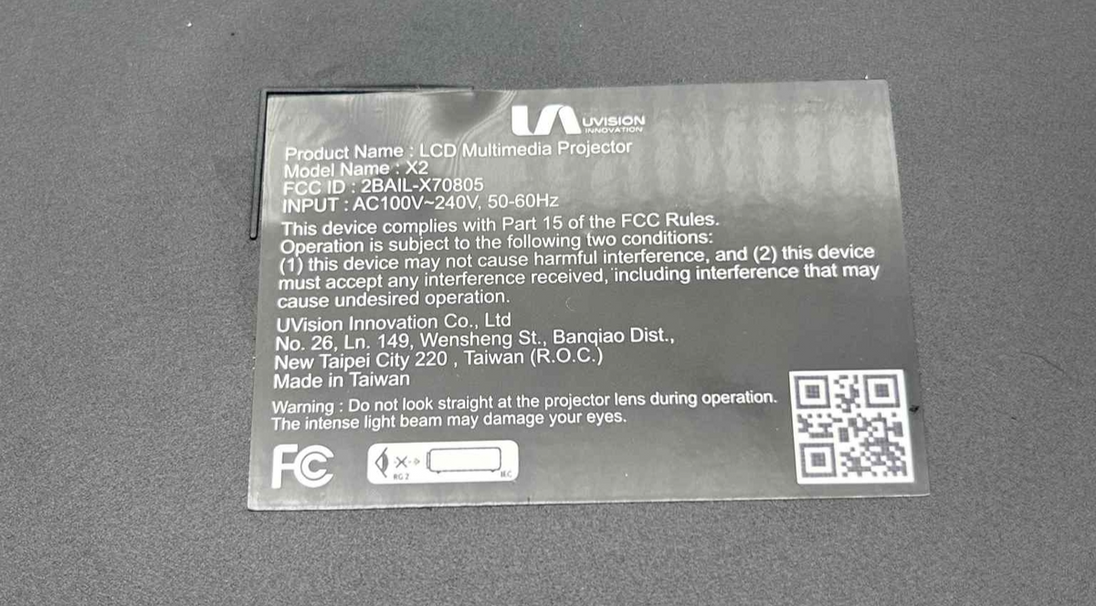 UVISION
INNOVATION
Product Name : LCD Multimedia Projector
Model Name : X2
FCC ID : 2BAIL-X70805
INPUT : AC100V~240V, 50-60Hz
This device complies with Part 15 of the FCC Rules.
Operation is subject to the following two conditions:
(1) this device may not cause harmful interference, and (2) this device
must accept any interference received, including interference that may
cause undesired operation.
UVision Innovation Co., Ltd
No. 26, Ln. 149, Wensheng St., Banqiao Dist.,
New Taipei City 220 , Taiwan (R.O.C.)
Made in Taiwan
Warning : Do not look straight at the projector lens during operation.
The intense light beam may damage your eyes.
FC
RG 2
IEC